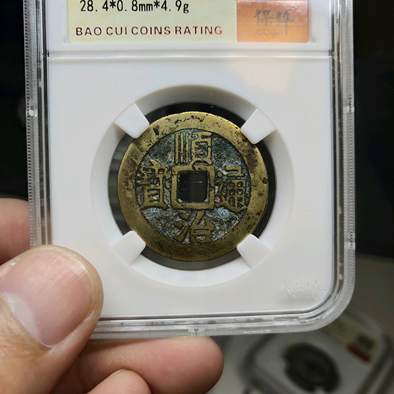 28.4*0.8mm*4.9g
BAO CUI COINS RATING
順治通寶